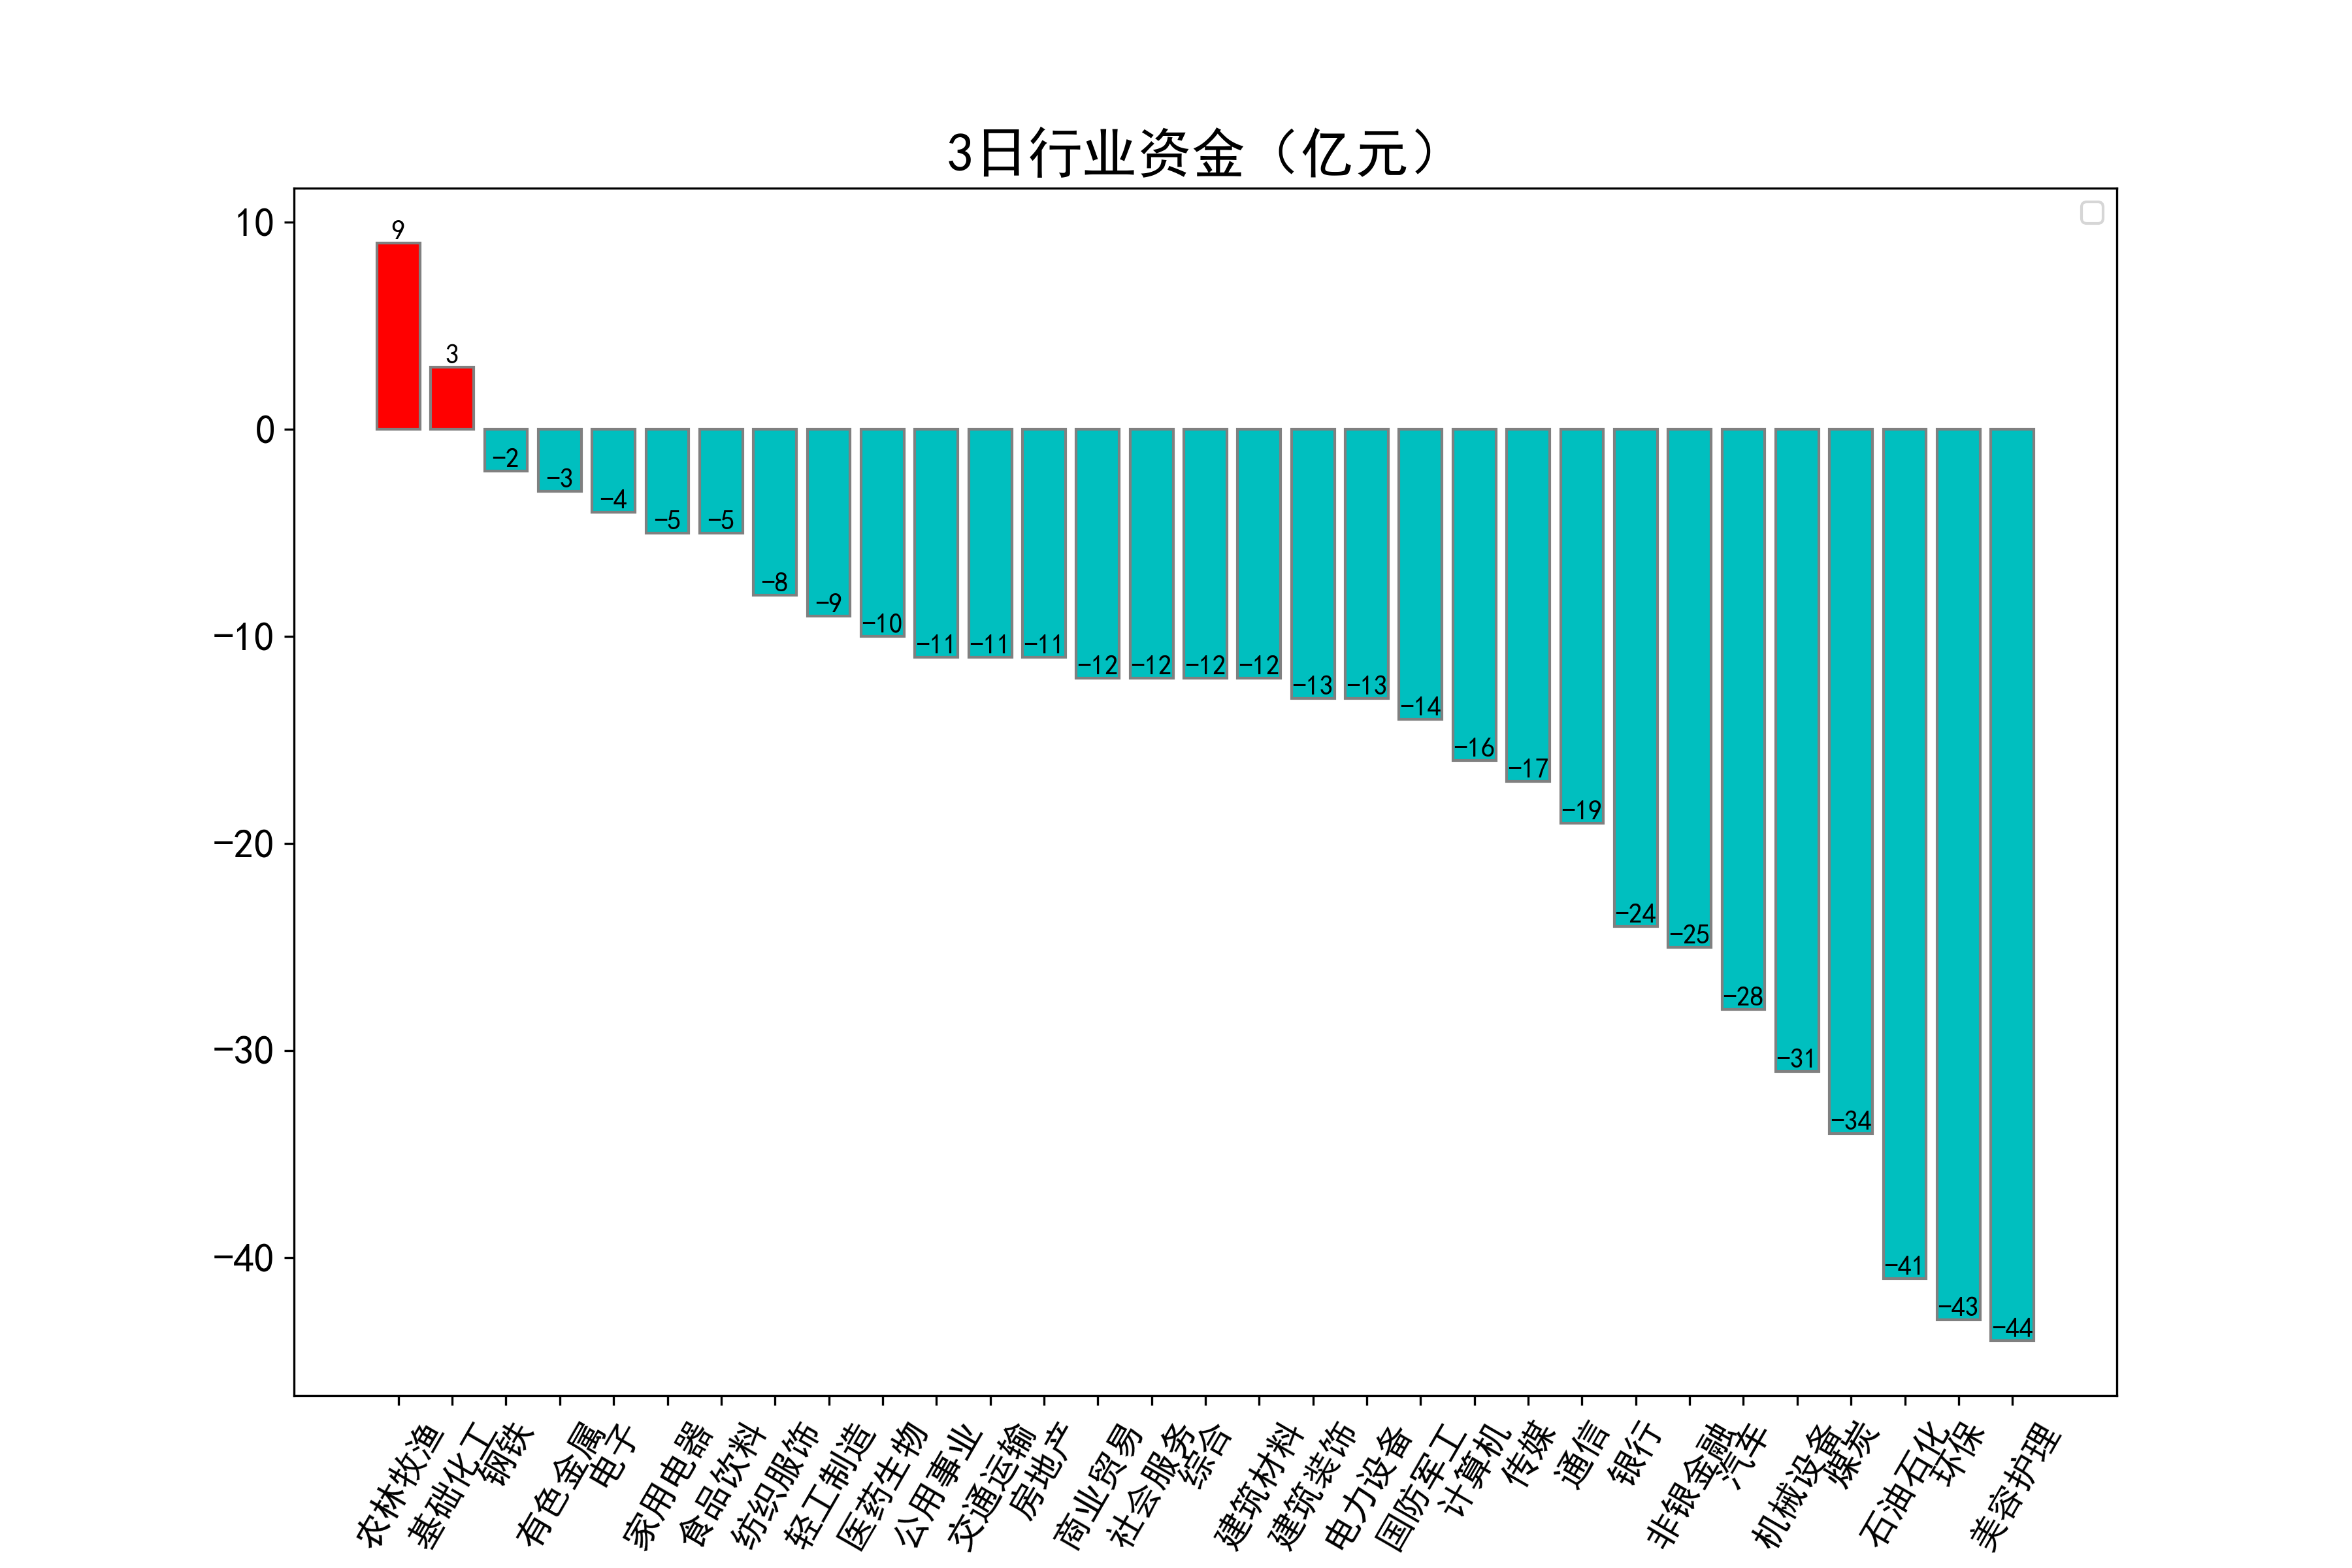 3日行业资金（亿元）
10
0
−10
−20
−30
−40
9
3
−2
−3
−4
−5
−5
−8
−9
−10
−11
−11
−11
−12
−12
−12
−12
−13
−13
−14
−16
−17
−19
−24
−25
−28
−31
−34
−41
−43
−44
农林牧渔
基础化工
钢铁
有色金属
电子
家用电器
食品饮料
纺织服饰
轻工制造
医药生物
公用事业
交通运输
房地产
商业贸易
社会服务
综合
建筑材料
建筑装饰
电力设备
国防军工
计算机
传媒
通信
银行
非银金融
汽车
机械设备
煤炭
石油石化
环保
美容护理